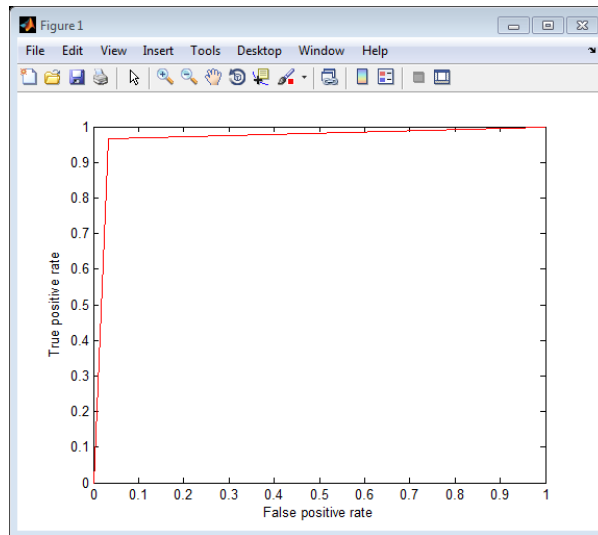 Figure 1
File Edit View Insert Tools Desktop Window Help
1
0.9
0.8
0.7
0.6
0.5
0.4
0.3
0.2
0.1
0
True positive rate
0 0.1 0.2 0.3 0.4 0.5 0.6 0.7 0.8 0.9 1
False positive rate